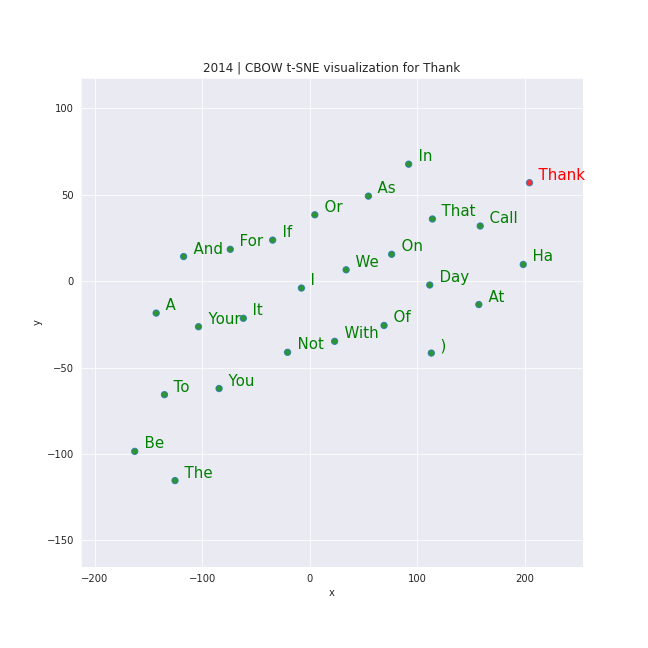 2014 | CBOW t-SNE visualization for Thank
100
50
0
−50
−100
−150
y
In
Thank
As
That
Call
Or
If
For
And
On
Ha
We
Day
I
At
A
It
Your
Of
With
Not
)
You
To
Be
The
−200 −100 0 100 200
x